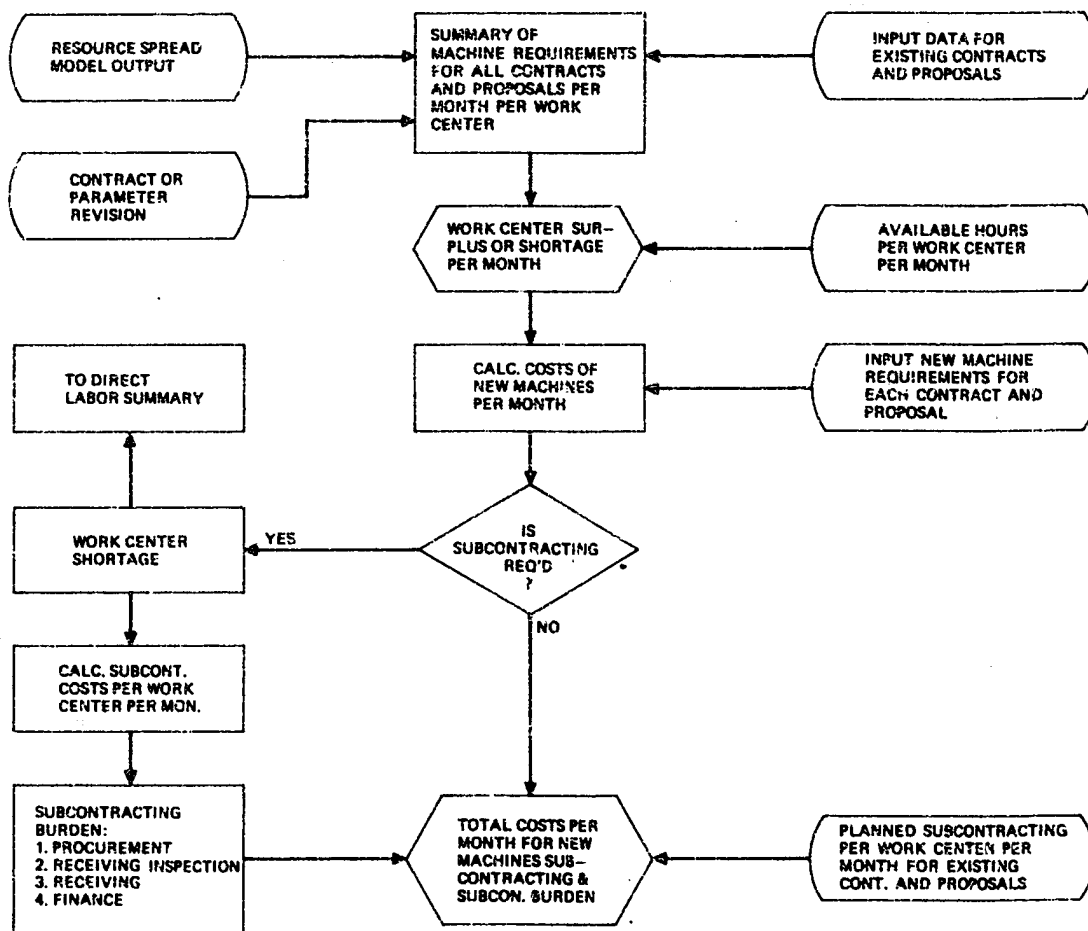 RESOURCE SPREAD
MODEL OUTPUT
SUMMARY OF
MACHINE REQUIREMENTS
FOR ALL CONTRACTS
AND PROPOSALS PER
MONTH PER WORK
CENTER
INPUT DATA FOR
EXISTING CONTRACTS
AND PROPOSALS
CONTRACT OR
PARAMETER
REVISION
WORK CENTER SUR-
PLUS OR SHORTAGE
PER MONTH
AVAILABLE HOURS
PER WORK CENTER
PER MONTH
TO DIRECT
LABOR SUMMARY
CALC. COSTS OF
NEW MACHINES
PER MONTH
INPUT NEW MACHINE
REQUIREMENTS FOR
EACH CONTRACT AND
PROPOSAL
WORK CENTER
SHORTAGE
YES
IS
SUBCONTRACTING
REQ'D
?
NO
CALC. SUBCONT.
COSTS PER WORK
CENTER PER MON.
SUBCONTRACTING
BURDEN:
1. PROCUREMENT
2. RECEIVING INSPECTION
3. RECEIVING
4. FINANCE
TOTAL COSTS PER
MONTH FOR NEW
MACHINES SUB-
CONTRACTING &
SUBCON. BURDEN
PLANNED SUBCONTRACTING
PER WORK CENTER PER
MONTH FOR EXISTING
CONT. AND PROPOSALS